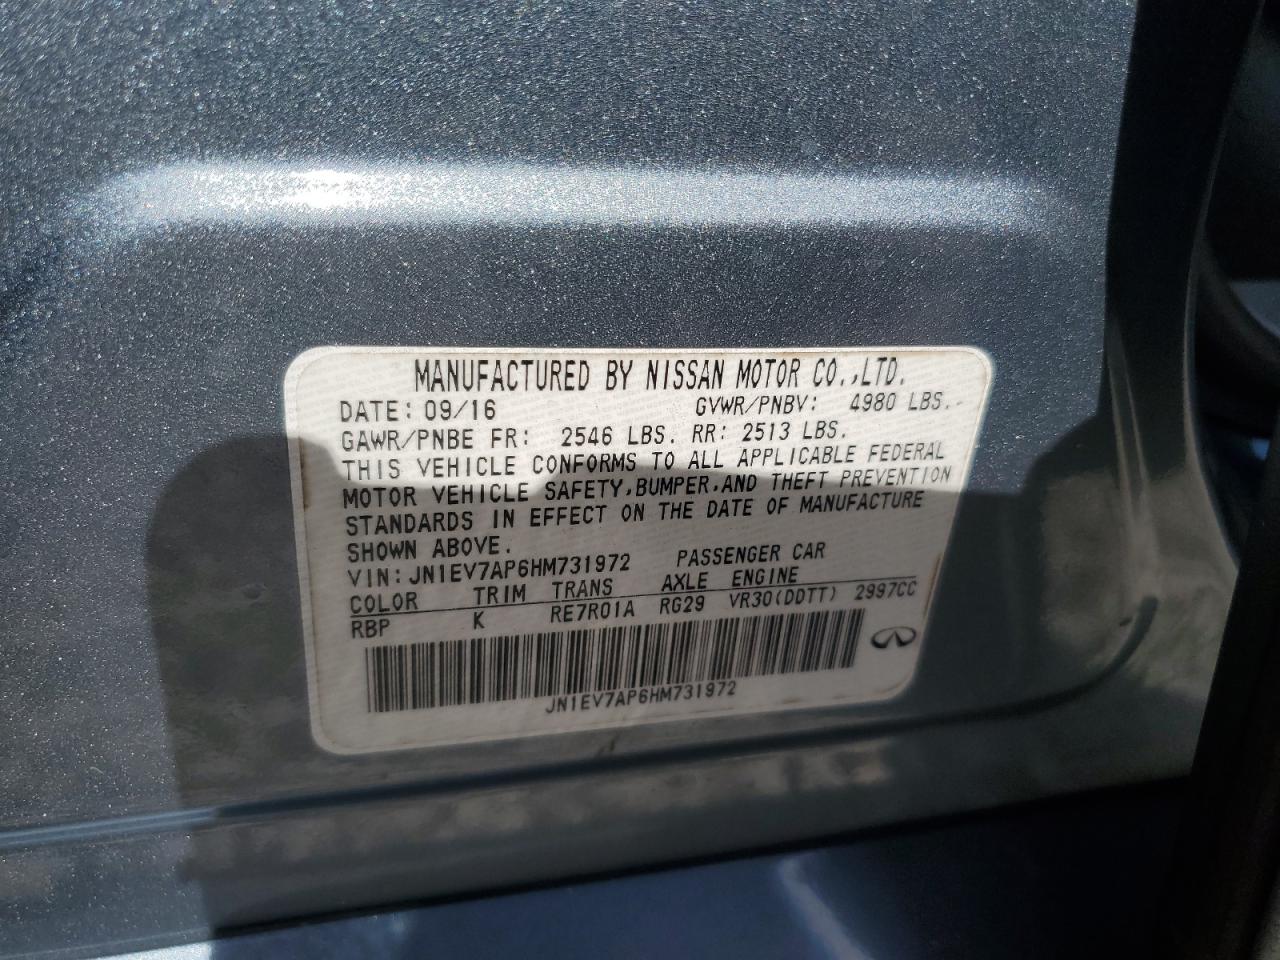 MANUFACTURED BY NISSAN MOTOR CO.,LTD.
DATE: 09/16 GVWR/PNBV: 4980 LBS.
GAWR/PNBE FR: 2546 LBS. RR: 2513 LBS.
THIS VEHICLE CONFORMS TO ALL APPLICABLE FEDERAL
MOTOR VEHICLE SAFETY,BUMPER,AND THEFT PREVENTION
STANDARDS IN EFFECT ON THE DATE OF MANUFACTURE
SHOWN ABOVE.
VIN: JN1EV7AP6HM731972 PASSENGER CAR
COLOR TRIM TRANS AXLE ENGINE
RBP K RE7R01A RG29 VR30(DDTT) 2997CC
JN1EV7AP6HM731972